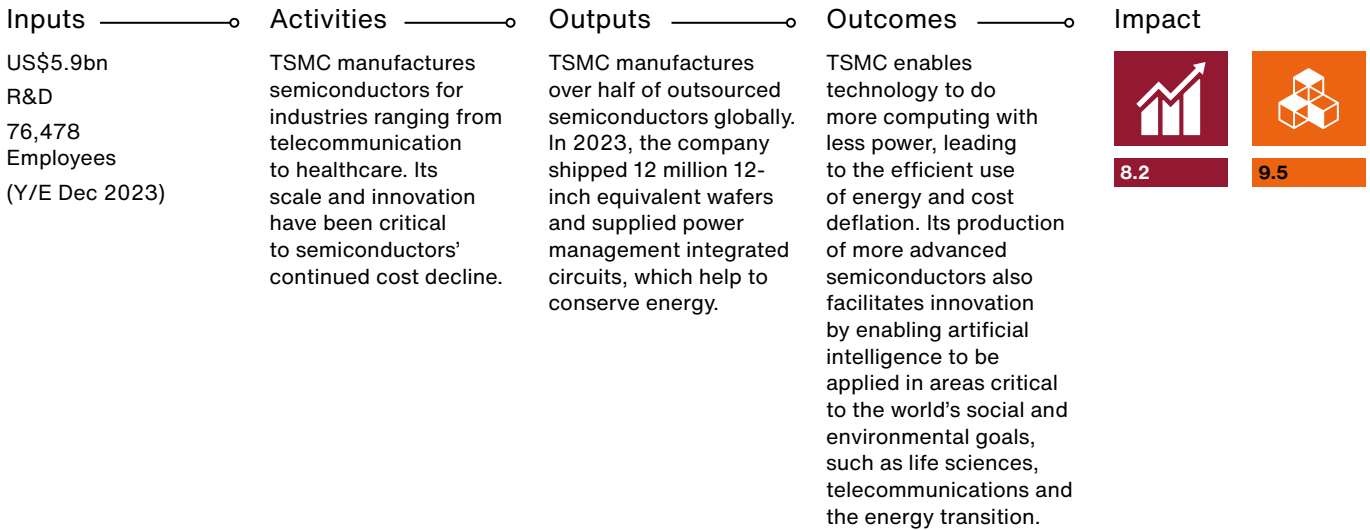 Inputs
US$5.9bn
R&D
76,478
Employees
(Y/E Dec 2023)
Activities
TSMC manufactures
semiconductors for
industries ranging from
telecommunication
to healthcare. Its
scale and innovation
have been critical
to semiconductors'
continued cost decline.
Outputs
TSMC manufactures
over half of outsourced
semiconductors globally.
In 2023, the company
shipped 12 million 12-
inch equivalent wafers
and supplied power
management integrated
circuits, which help to
conserve energy.
Outcomes
TSMC enables
technology to do
more computing with
less power, leading
to the efficient use
of energy and cost
deflation. Its production
of more advanced
semiconductors also
facilitates innovation
by enabling artificial
intelligence to be
applied in areas critical
to the world's social and
environmental goals,
such as life sciences,
telecommunications and
the energy transition.
Impact
8.2
9.5